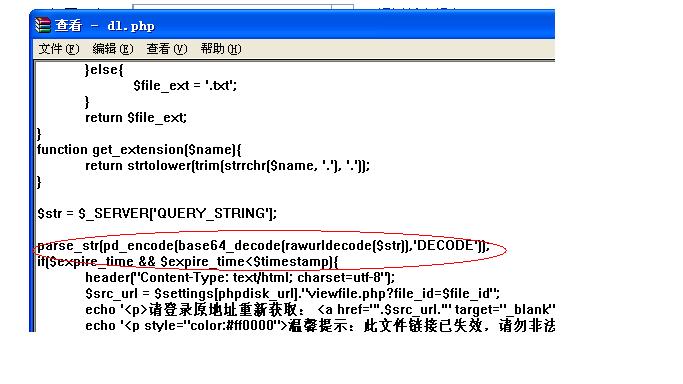 查看 - dl.php
文件(F) 编辑(E) 查看(V) 帮助(H)
}else{
$file_ext = '.txt';
}
return $file_ext;
}
function get_extension($name){
return strtolower(trim(strrchr($name, '.'), '.'));
}
$str = $_SERVER['QUERY_STRING'];
parse_str(pd_encode(base64_decode(rawurldecode($str)),'DECODE'));
if($expire_time && $expire_time<$timestamp){
header("Content-Type: text/html; charset=utf-8");
$src_url = $settings[phpdisk_url]."viewfile.php?file_id=$file_id";
echo '<p>请登录原地址重新获取： <a href="'.$src_url.'" target="_blank"
echo '<p style="color:#ff0000">温馨提示：此文件链接已失效，请勿非法